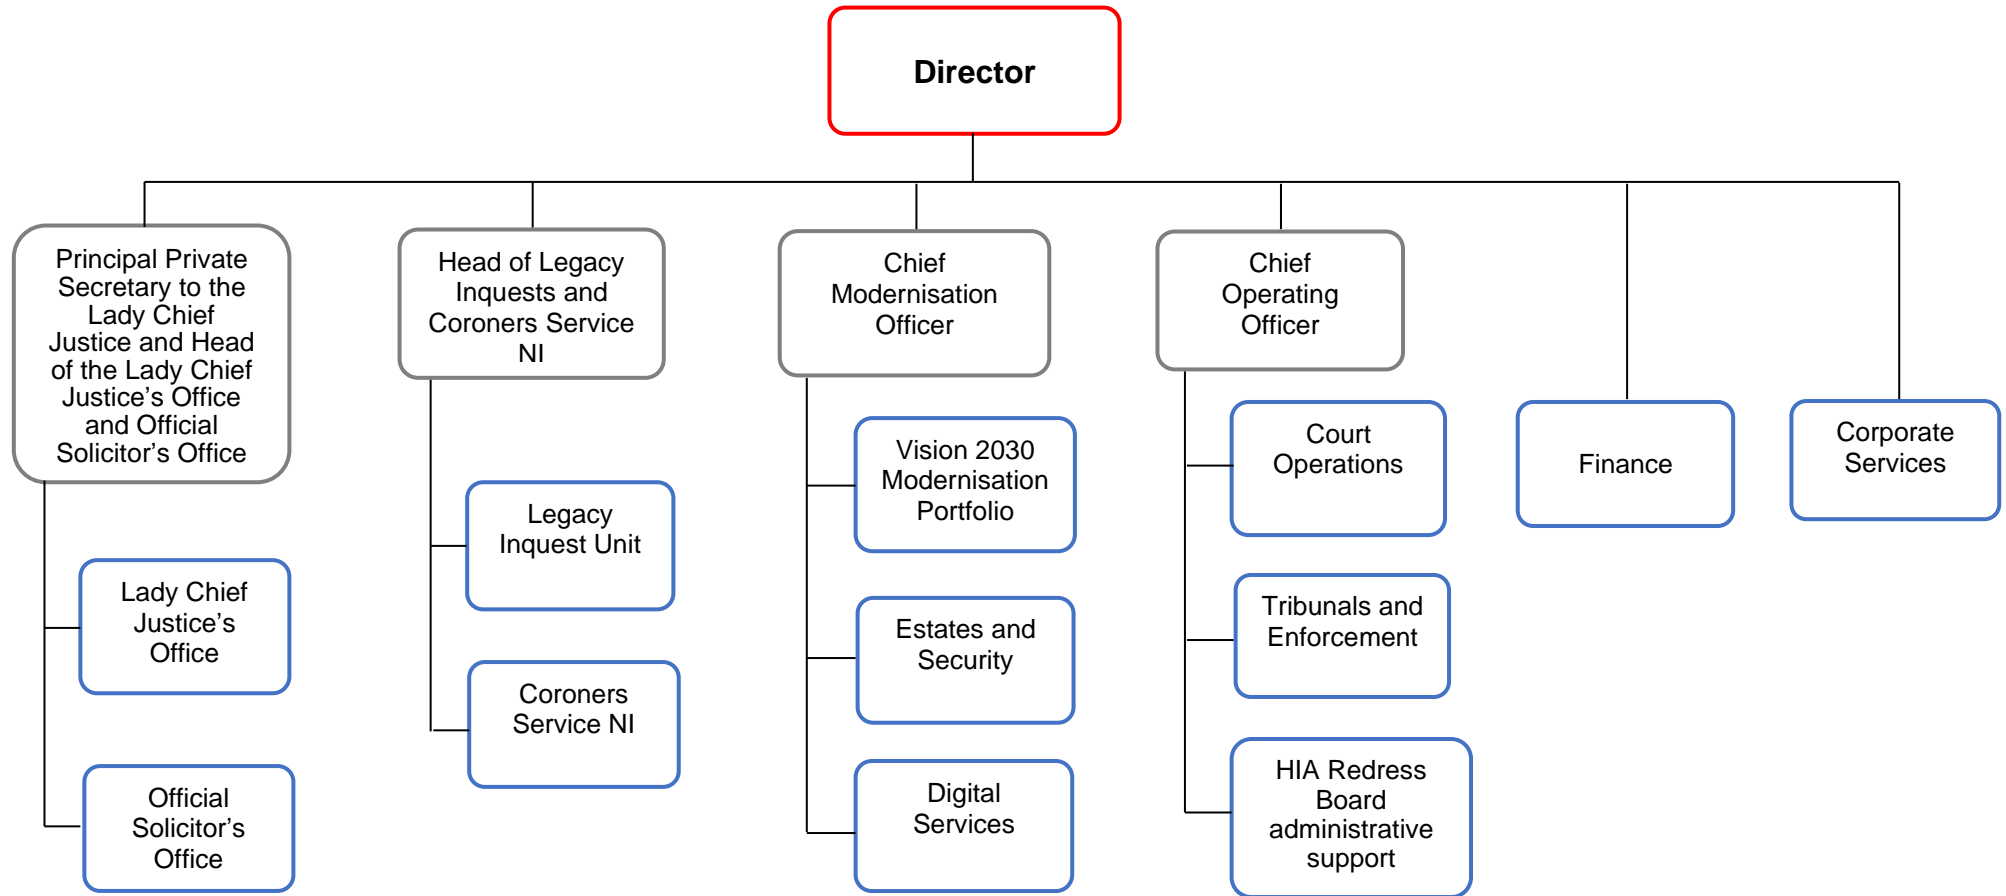 Director
Principal Private
Secretary to the
Lady Chief
Justice and Head
of the Lady Chief
Justice’s Office
and Official
Solicitor’s Office
Head of Legacy
Inquests and
Coroners Service
NI
Chief
Modernisation
Officer
Chief
Operating
Officer
Lady Chief
Justice’s
Office
Official
Solicitor’s
Office
Legacy
Inquest Unit
Coroners
Service NI
Vision 2030
Modernisation
Portfolio
Estates and
Security
Digital
Services
Court
Operations
Tribunals and
Enforcement
HIA Redress
Board
administrative
support
Finance
Corporate
Services